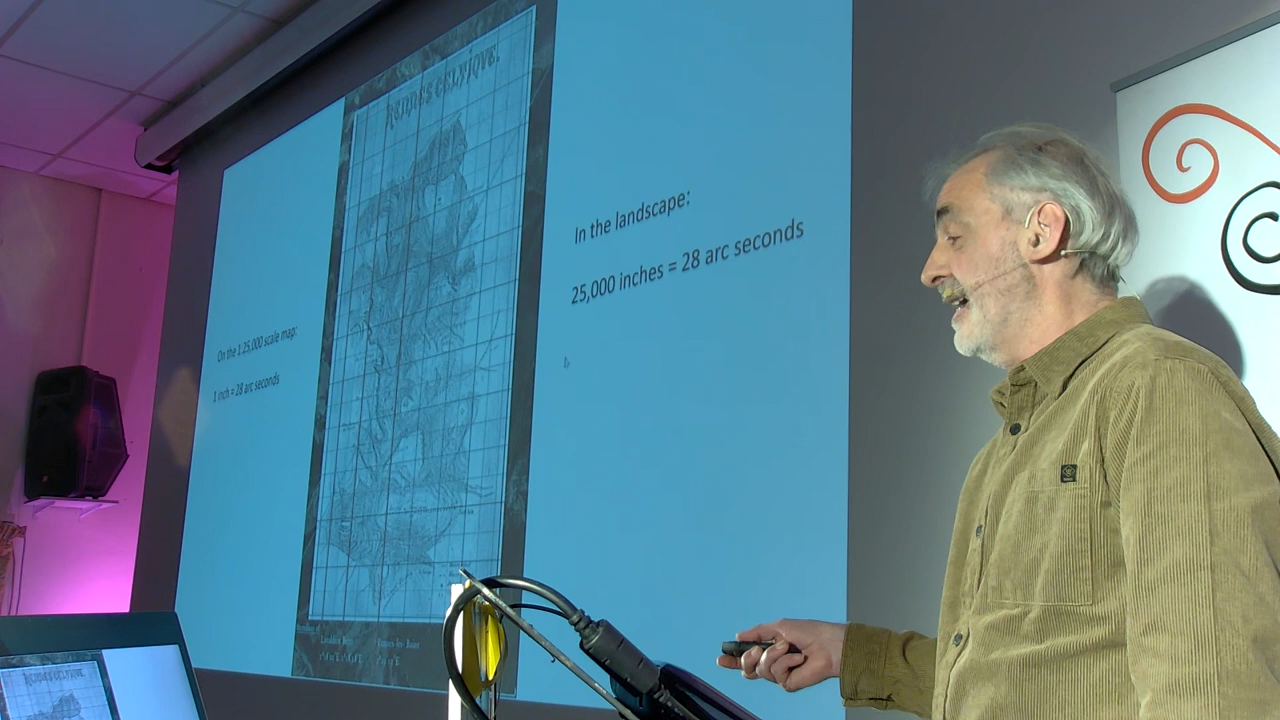 On the 1:25,000 scale map:
1 inch = 28 arc seconds
In the landscape:
25,000 inches = 28 arc seconds